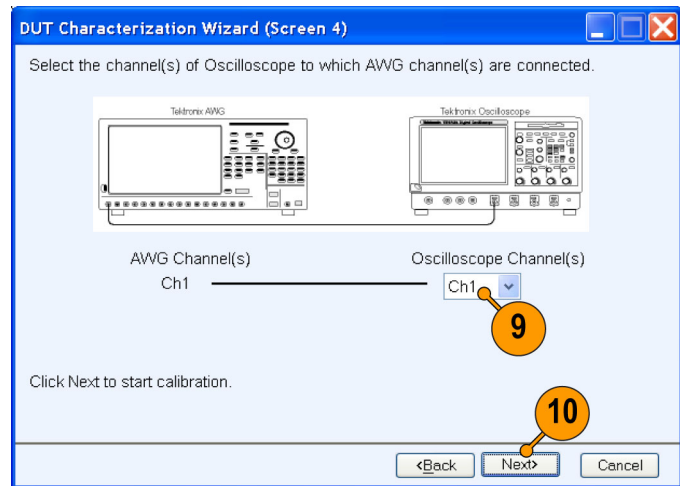 DUT Characterization Wizard (Screen 4)
Select the channel(s) of Oscilloscope to which AWG channel(s) are connected.
Tektronix AWG
Tektronix Oscilloscope
AWG Channel(s)
Oscilloscope Channel(s)
Ch1
Ch1
9
Click Next to start calibration.
10
<Back
Next>
Cancel